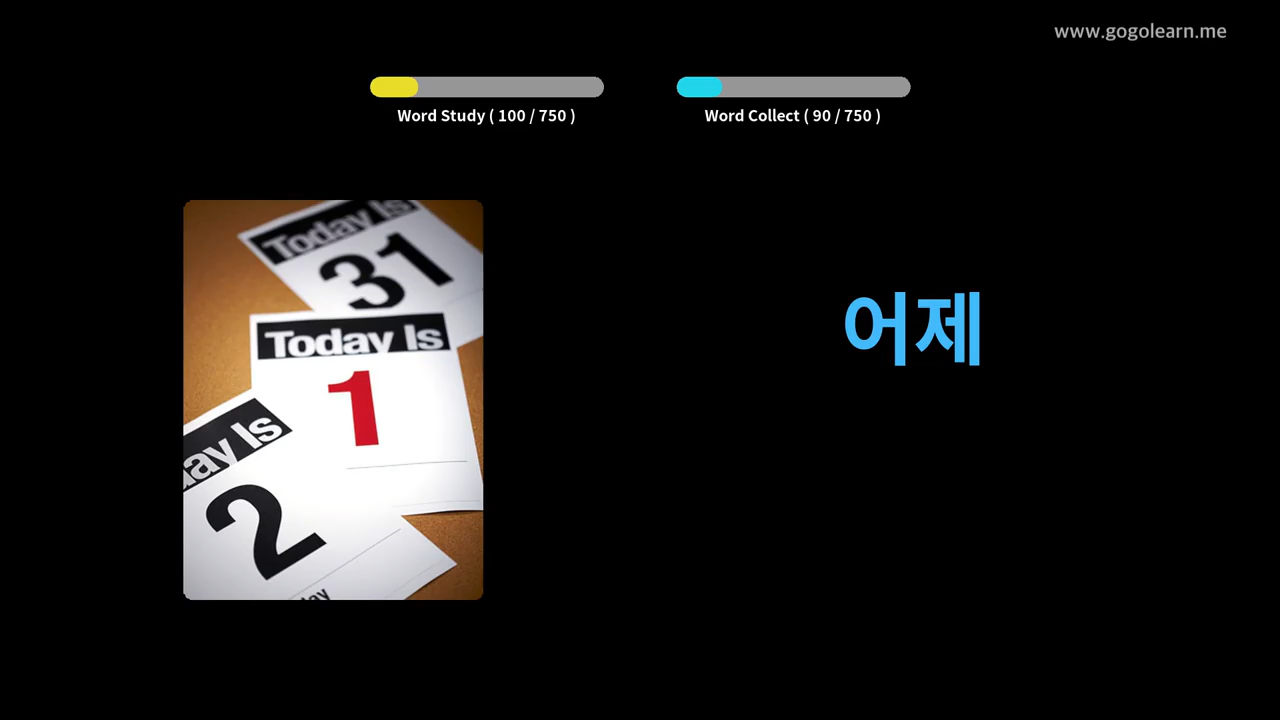 www.gogolearn.me
Word Study ( 100 / 750 )
Word Collect ( 90 / 750 )
Today Is
31
Today Is
1
어제
ay Is
2